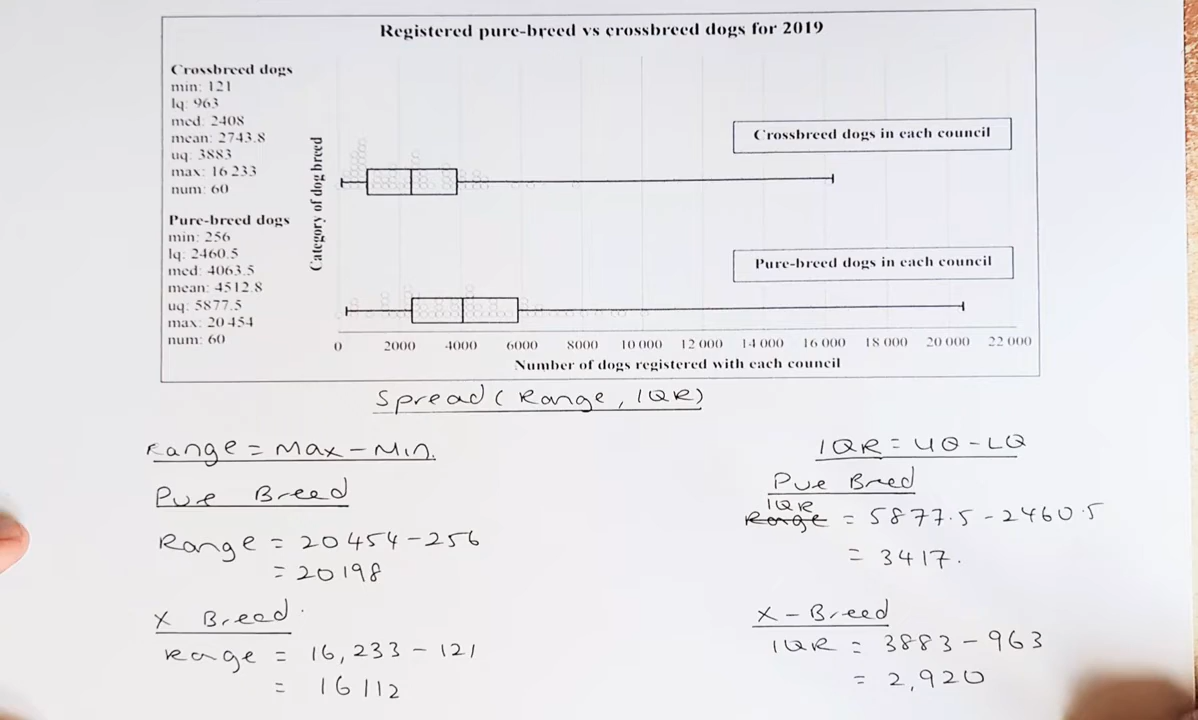 Registered pure-breed vs crossbreed dogs for 2019
Crossbreed dogs
min: 121
lq: 963
med: 2408
mean: 2743.8
uq: 3883
max: 16 233
num: 60
Pure-breed dogs
min: 256
lq: 2460.5
med: 4063.5
mean: 4512.8
uq: 5877.5
max: 20 454
num: 60
Category of dog breed
Crossbreed dogs in each council
Pure-breed dogs in each council
0 2000 4000 6000 8000 10 000 12 000 14 000 16 000 18 000 20 000 22 000
Number of dogs registered with each council
Spread (Range, IQR)
Range = Max - Min.
Pue Breed
Range = 20454-256
= 20198
X Breed
Range = 16,233 - 121
= 16112
IQR = UQ - LQ
Pue Breed
IQR
Range = 5877.5 - 2460.5
= 3417.
X - Breed
IQR = 3883 - 963
= 2,920